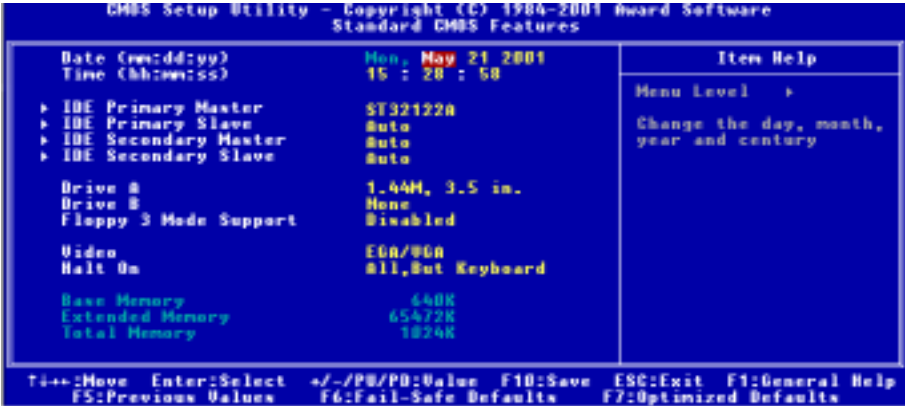 CMOS Setup Utility - Copyright (C) 1984-2001 Award Software
Standard CMOS Features
Date (mm:dd:yy) Mon, May 21 2001
Time (hh:mm:ss) 15 : 28 : 58
IDE Primary Master ST32122A
IDE Primary Slave Auto
IDE Secondary Master Auto
IDE Secondary Slave Auto
Drive A 1.44M, 3.5 in.
Drive B None
Floppy 3 Mode Support Disabled
Video EGA/VGA
Halt On All,But Keyboard
Base Memory 640K
Extended Memory 65472K
Total Memory 1024K
Item Help
Menu Level ▸
Change the day, month,
year and century
↑↓→←:Move Enter:Select +/-/PU/PD:Value F10:Save ESC:Exit F1:General Help
F5:Previous Values F6:Fail-Safe Defaults F7:Optimized Defaults